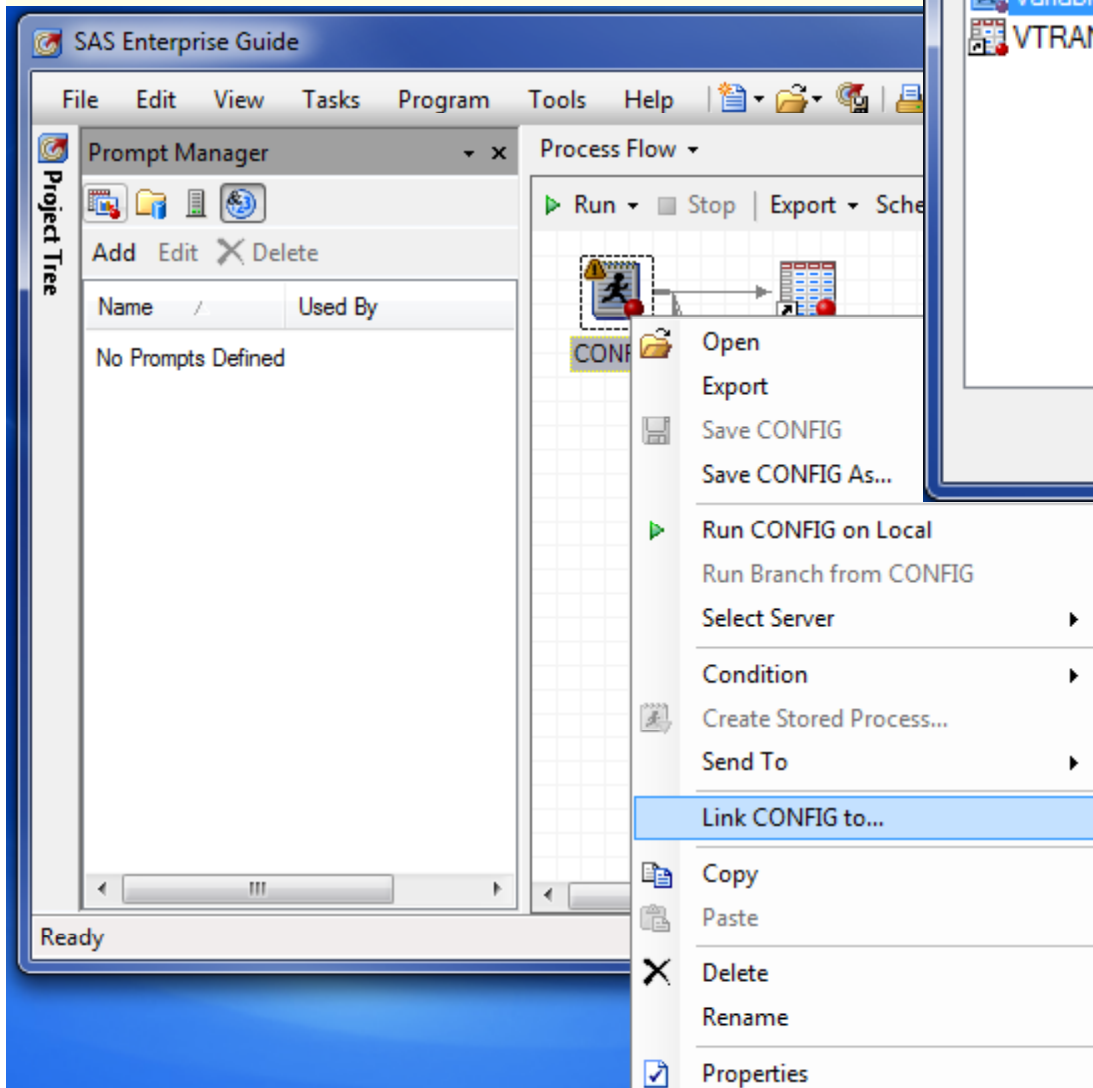 SAS Enterprise Guide
File Edit View Tasks Program Tools Help
Project Tree
Prompt Manager
Add Edit Delete
Name Used By
No Prompts Defined
Ready
Process Flow
Run Stop Export
Open
Export
Save CONFIG
Save CONFIG As...
Run CONFIG on Local
Run Branch from CONFIG
Select Server
Condition
Create Stored Process...
Send To
Link CONFIG to...
Copy
Paste
Delete
Rename
Properties